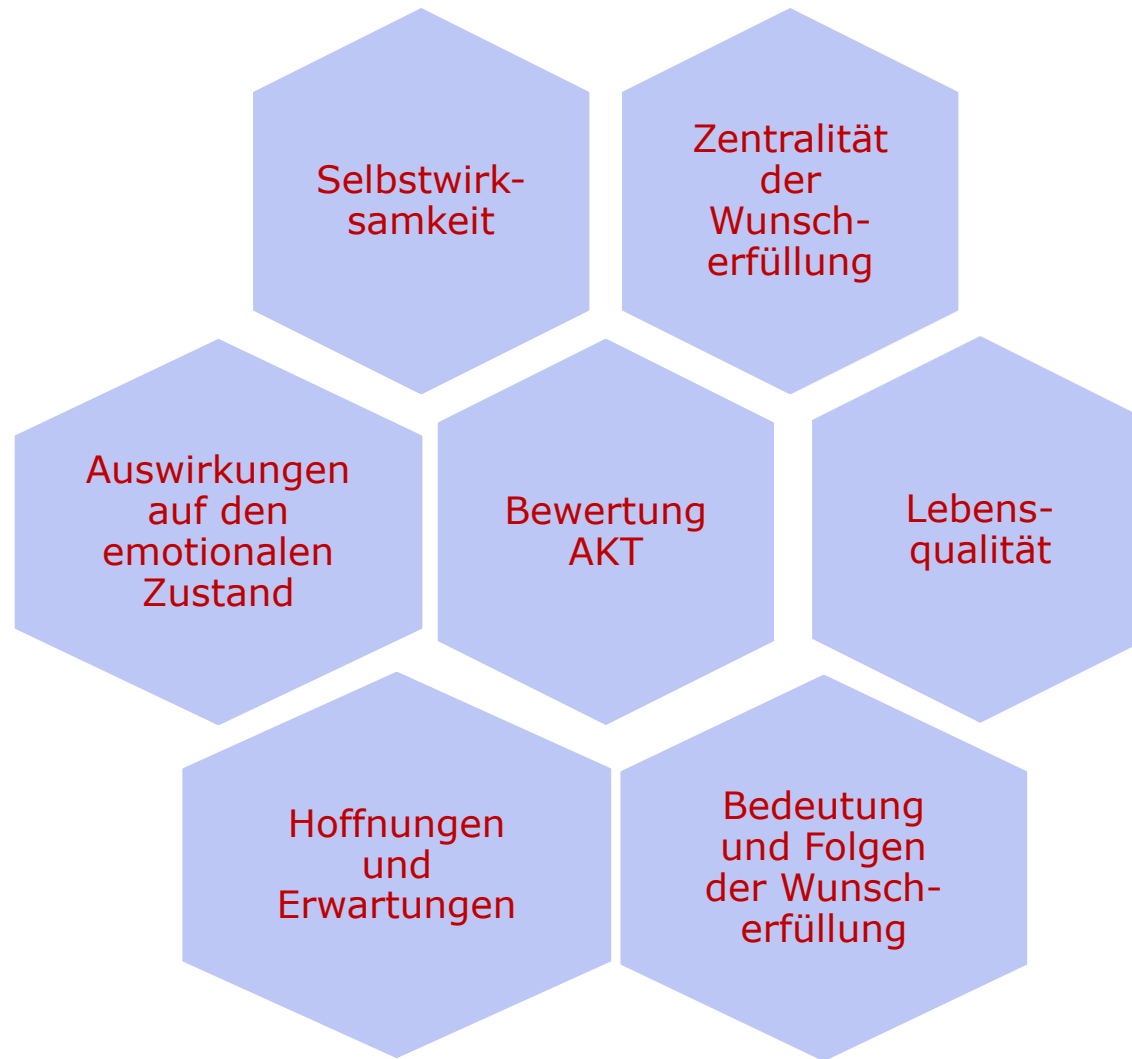 Selbstwirk-
samkeit
Zentralität
der
Wunsch-
erfüllung
Auswirkungen
auf den
emotionalen
Zustand
Bewertung
AKT
Lebens-
qualität
Hoffnungen
und
Erwartungen
Bedeutung
und Folgen
der Wunsch-
erfüllung